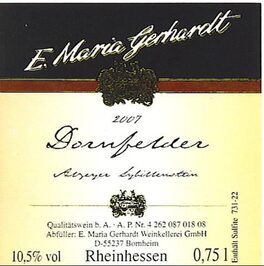 E. Maria Gerhardt
2007
Dornfelder
Alzeyer Sybillenstein
Qualitätswein b. A. - A. P. Nr. 4 262 087 018 08
Abfüller: E. Maria Gerhardt Weinkellerei GmbH
D-55237 Bornheim
10,5% vol Rheinhessen 0,75 l
Enthält Sulfite 731-22